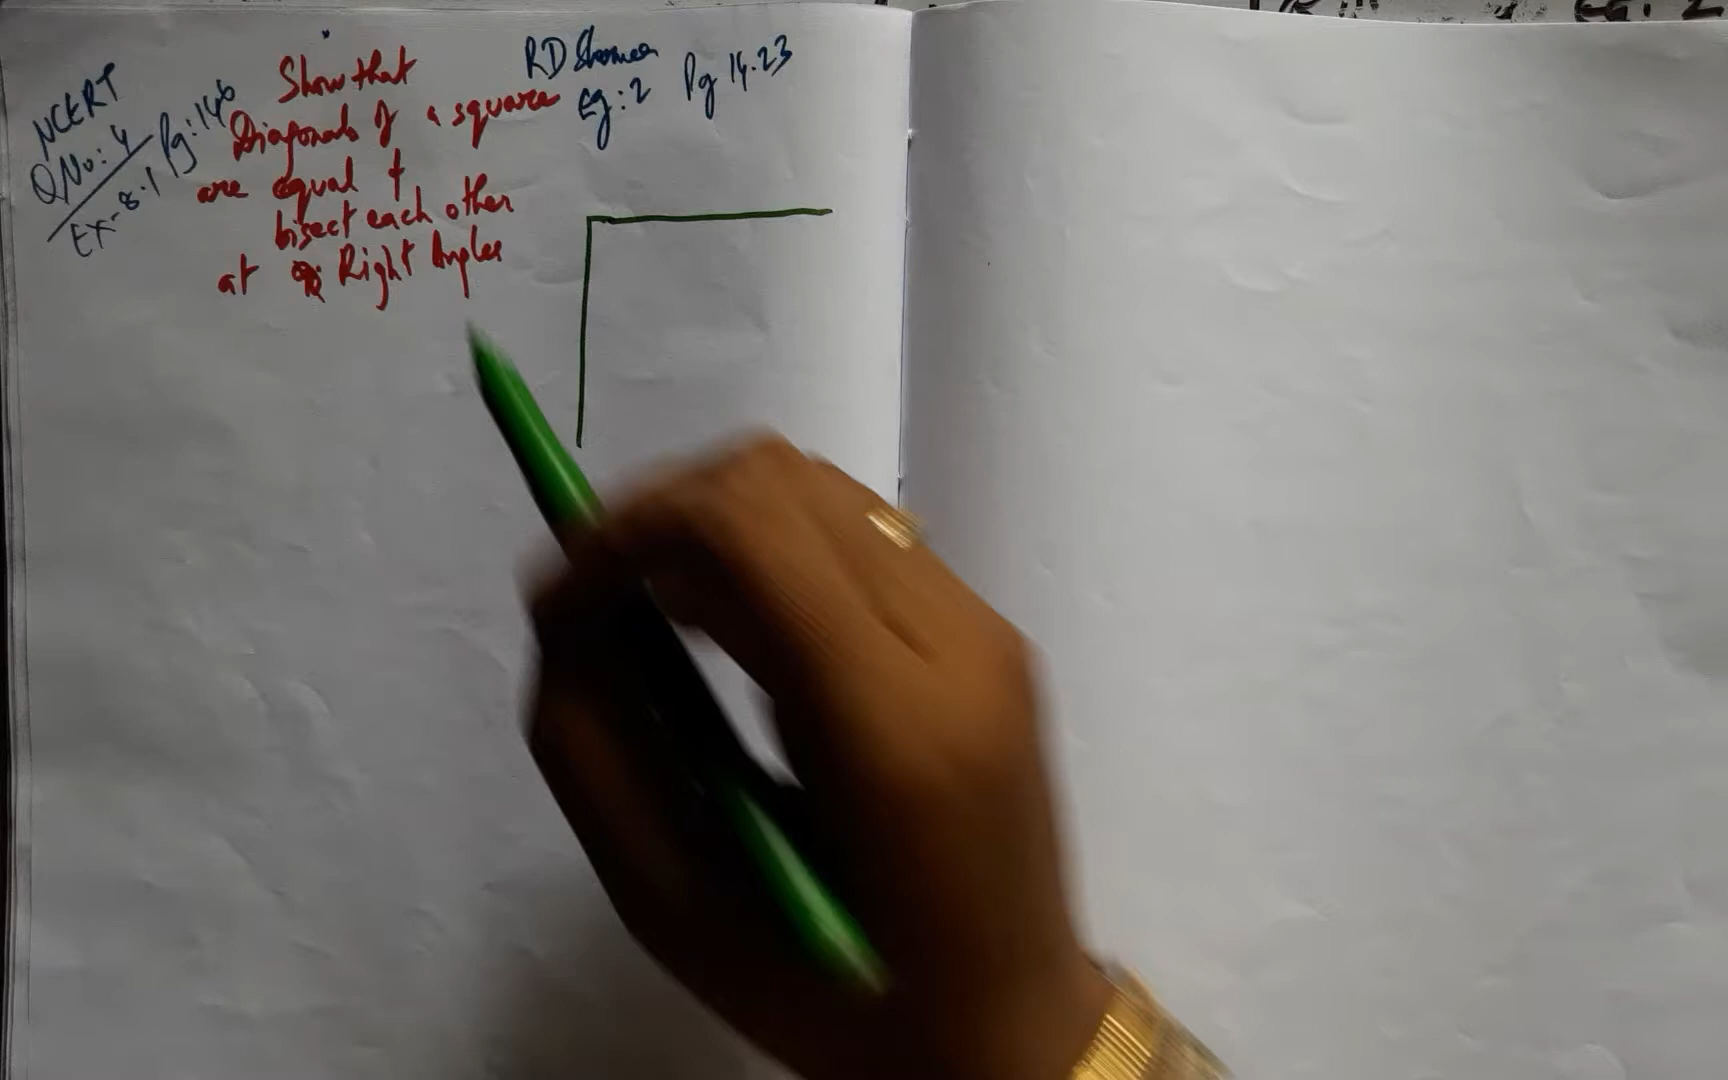 NCERT
Q No: 4
Ex-8.1 Pg:146
Show that
Diagonals of a square
are equal &
bisect each other
at Right Angles
RD Sharma
Eg:2 Pg 14.23